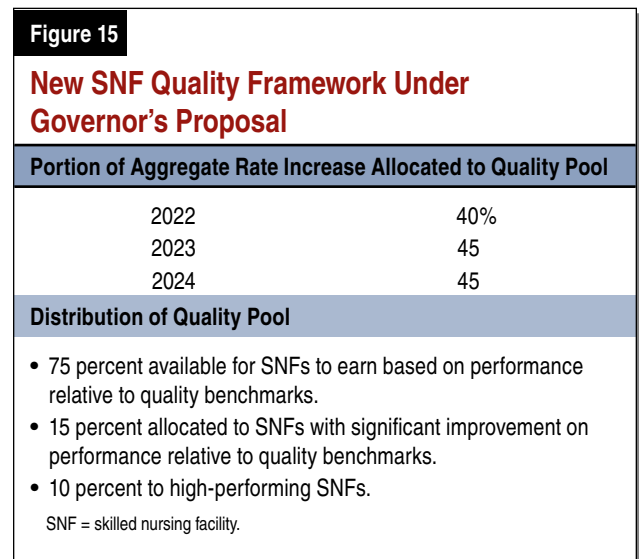 Figure 15
New SNF Quality Framework Under
Governor's Proposal
Portion of Aggregate Rate Increase Allocated to Quality Pool
2022 40%
2023 45
2024 45
Distribution of Quality Pool
• 75 percent available for SNFs to earn based on performance
relative to quality benchmarks.
• 15 percent allocated to SNFs with significant improvement on
performance relative to quality benchmarks.
• 10 percent to high-performing SNFs.
SNF = skilled nursing facility.